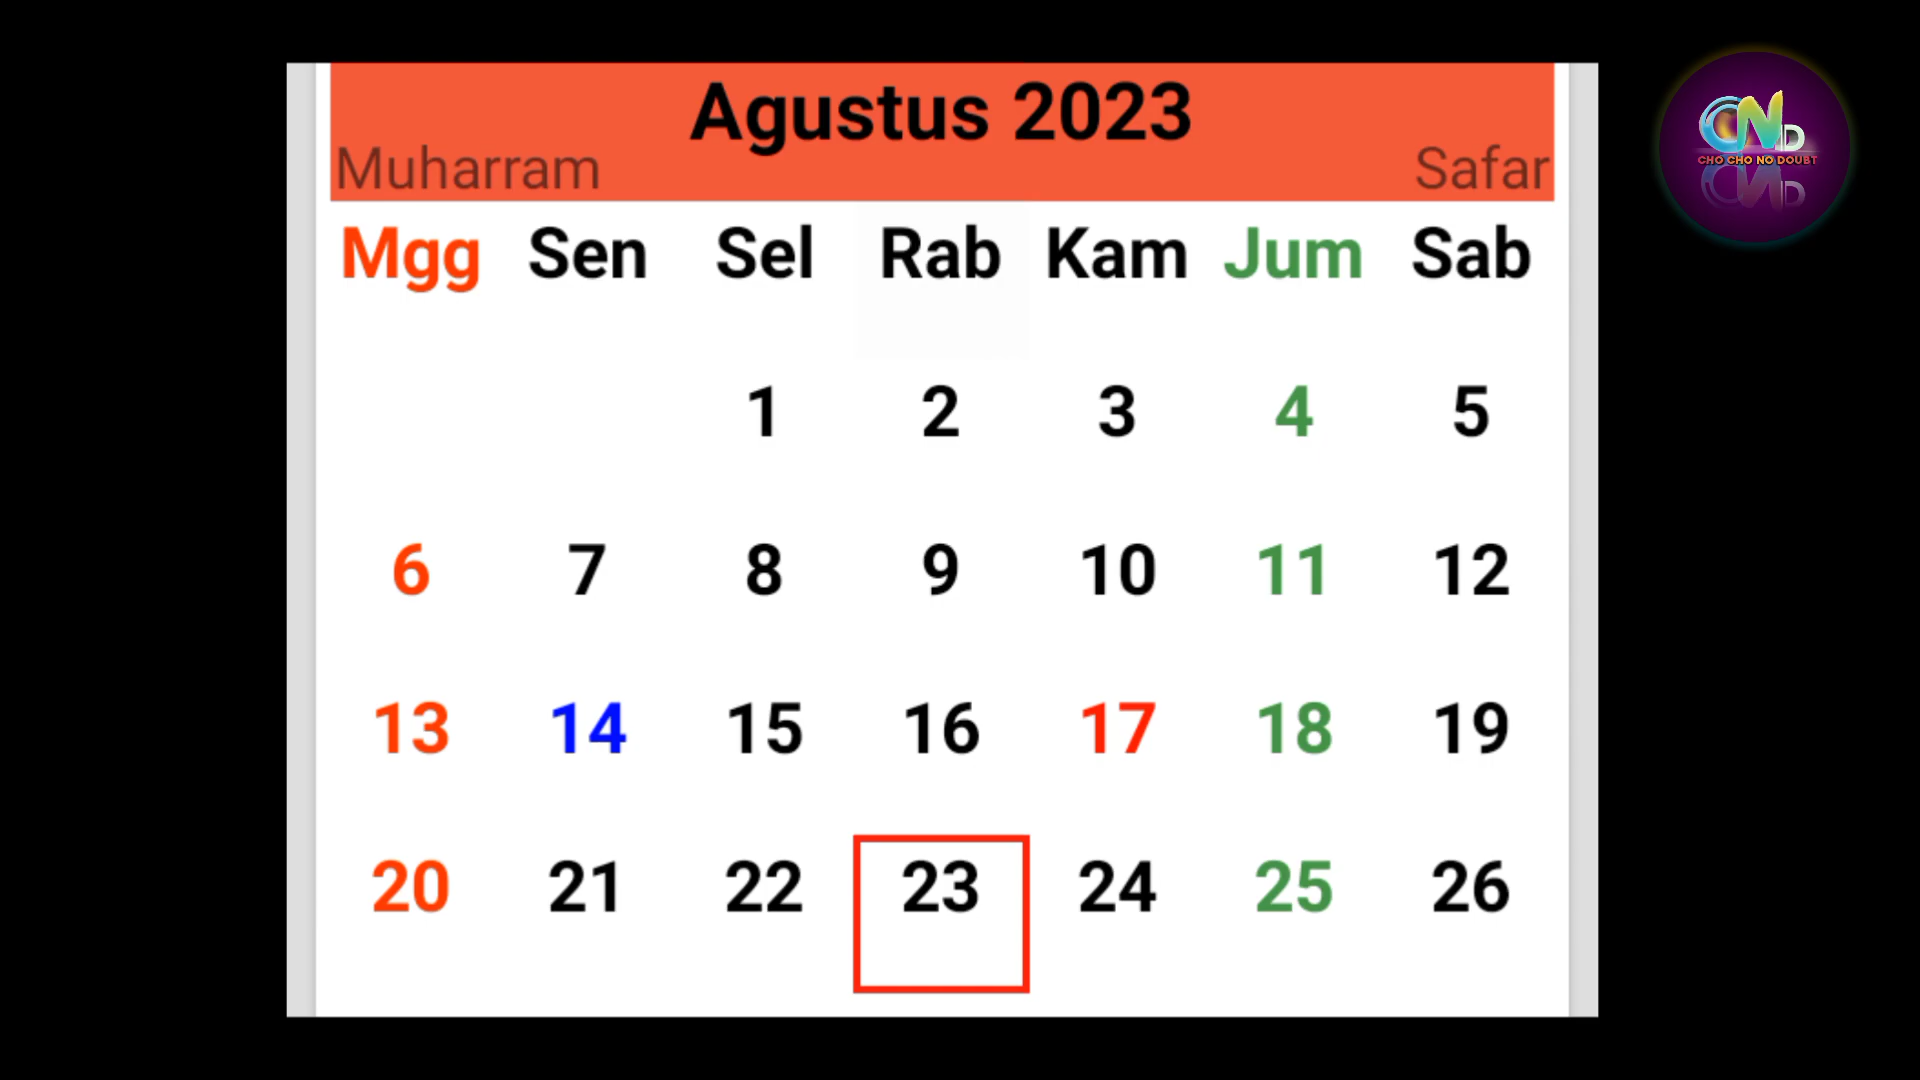 Agustus 2023
Muharram Safar
Mgg Sen Sel Rab Kam Jum Sab
1 2 3 4 5
6 7 8 9 10 11 12
13 14 15 16 17 18 19
20 21 22 23 24 25 26
CND
CHO CHO NO DOUBT